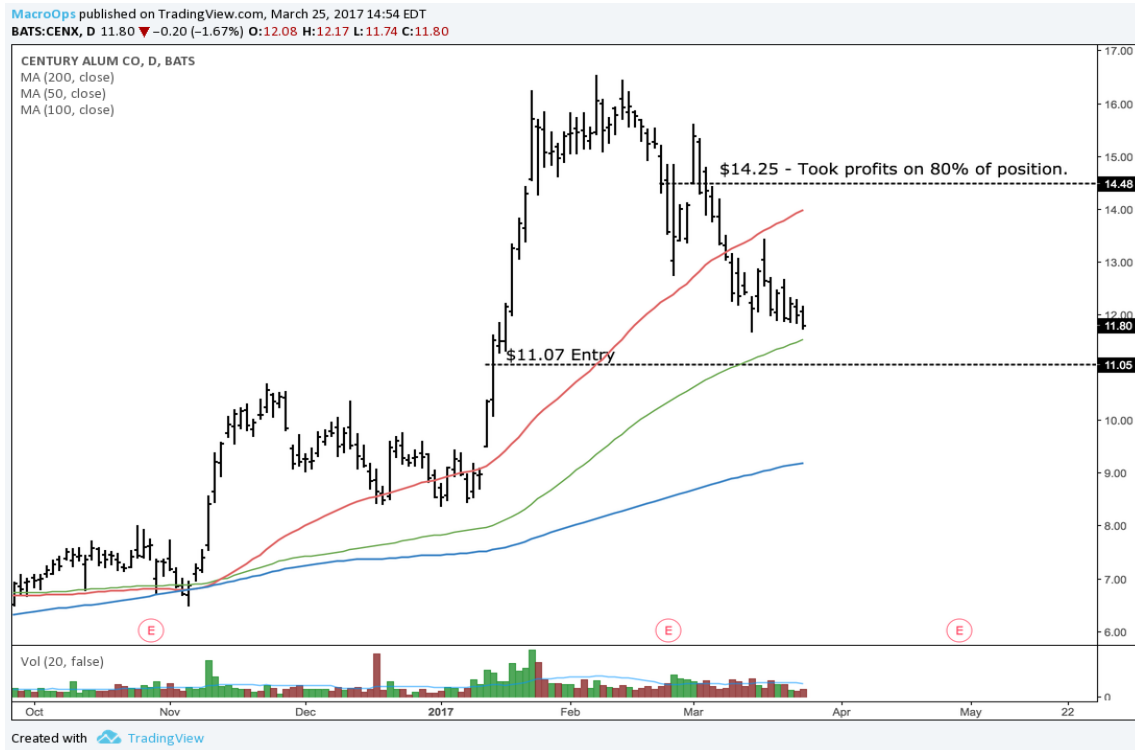 MacroOps published on TradingView.com, March 25, 2017 14:54 EDT
BATS:CENX, D 11.80 ▼ −0.20 (−1.67%) O:12.08 H:12.17 L:11.74 C:11.80
CENTURY ALUM CO, D, BATS
MA (200, close)
MA (50, close)
MA (100, close)
17.00
16.00
15.00
$14.25 - Took profits on 80% of position.
14.48
14.00
13.00
12.00
11.80
$11.07 Entry
11.05
10.00
9.00
8.00
7.00
6.00
E E E
Vol (20, false)
0
Oct Nov Dec 2017 Feb Mar Apr May 22
Created with TradingView